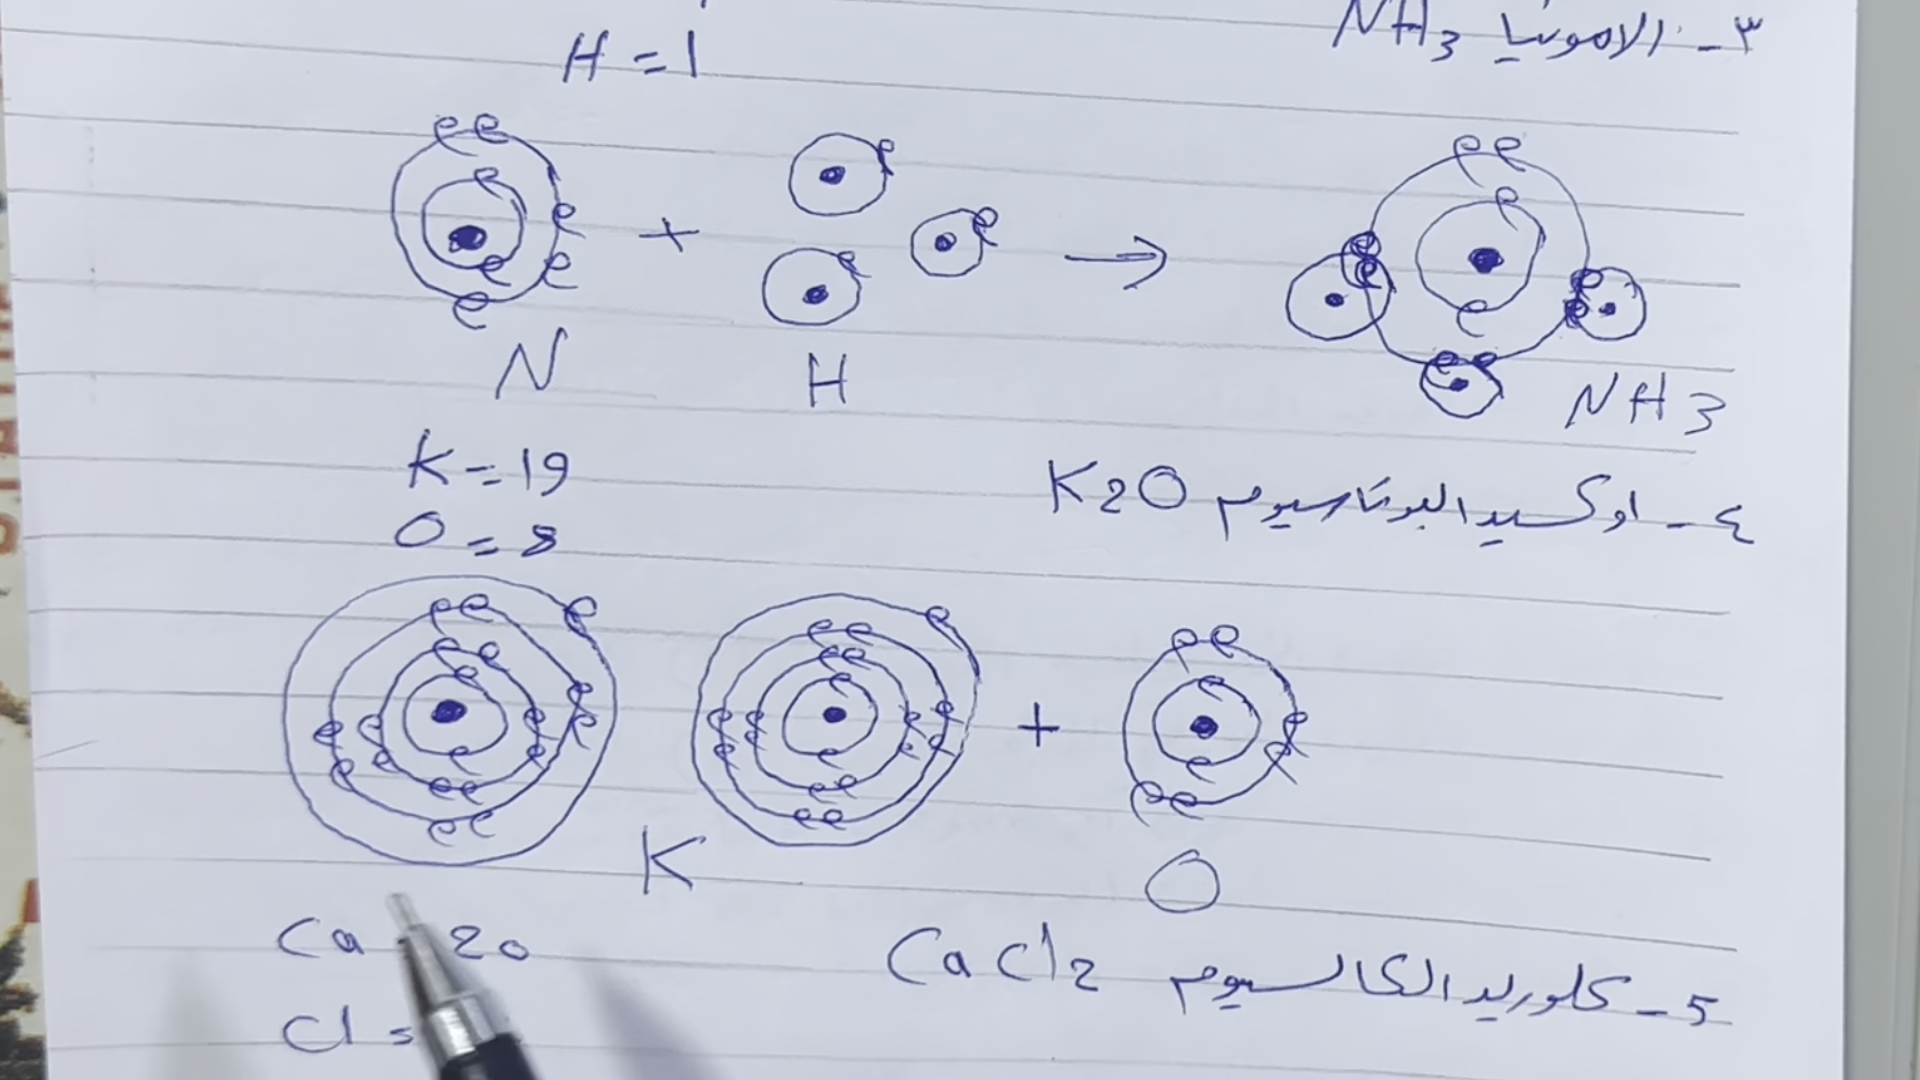 ٣ - الامونيا NH3
H = 1
e e e e e e e
N
+
e e e
H
→
e e e e e e e e e e
NH3
٤ - اوكسيد البوتاسيوم K2O
K = 19
O = 8
e e e e e e e e e e e e e e e e e e e
e e e e e e e e e e e e e e e e e e e
K
+
e e e e e e e e
O
5 - كلوريد الكالسيوم CaCl2
Ca 20
Cl =